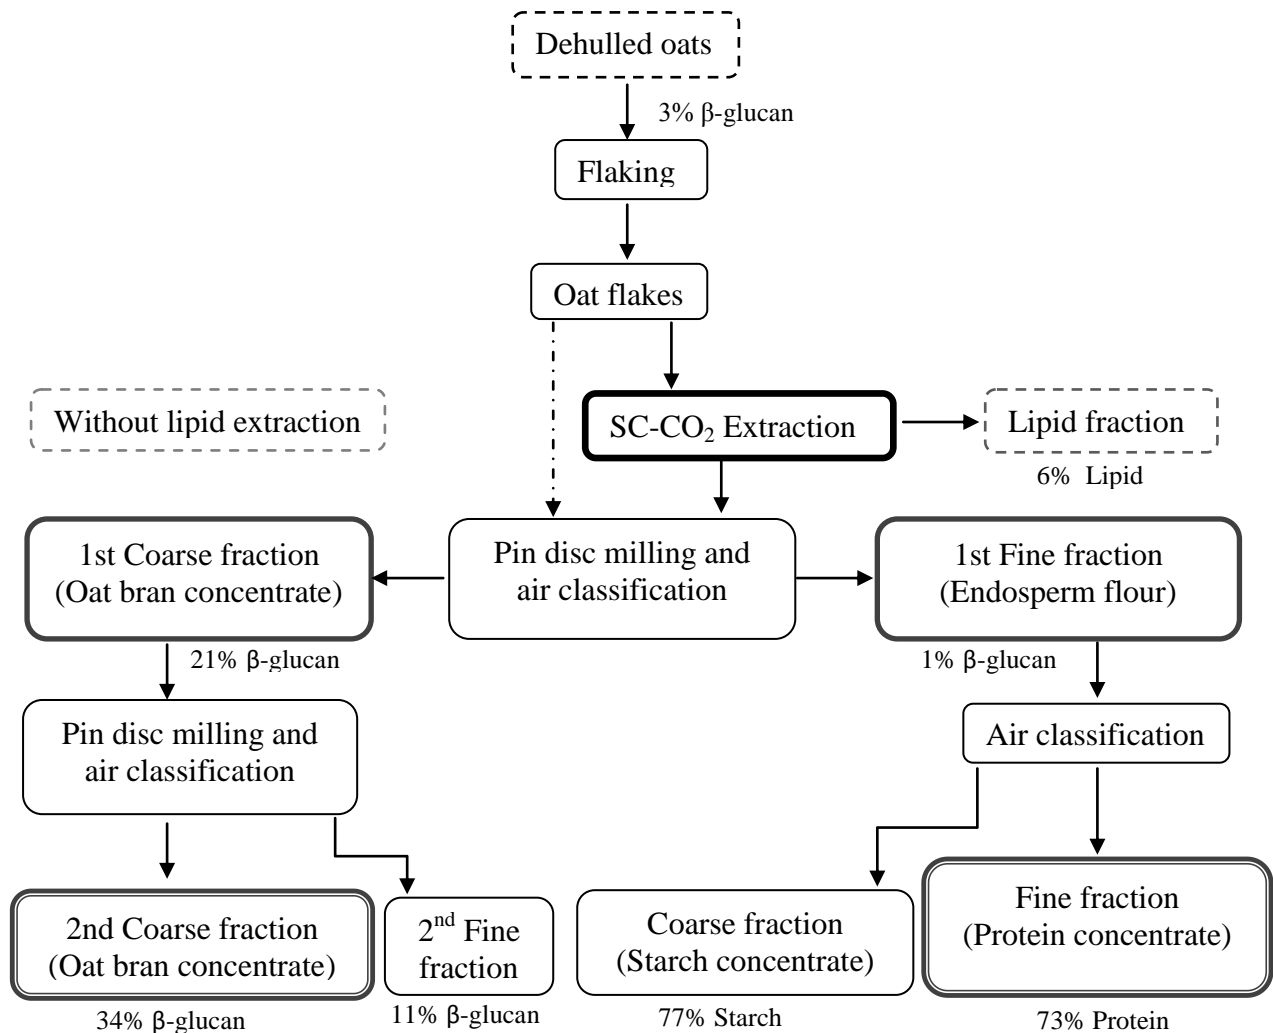 Dehulled oats
3% β-glucan
Flaking
Oat flakes
Without lipid extraction
SC-CO₂ Extraction
Lipid fraction
6% Lipid
1st Coarse fraction
(Oat bran concentrate)
Pin disc milling and
air classification
1st Fine fraction
(Endosperm flour)
21% β-glucan
1% β-glucan
Pin disc milling and
air classification
Air classification
2nd Coarse fraction
(Oat bran concentrate)
2ⁿᵈ Fine
fraction
Coarse fraction
(Starch concentrate)
Fine fraction
(Protein concentrate)
34% β-glucan
11% β-glucan
77% Starch
73% Protein